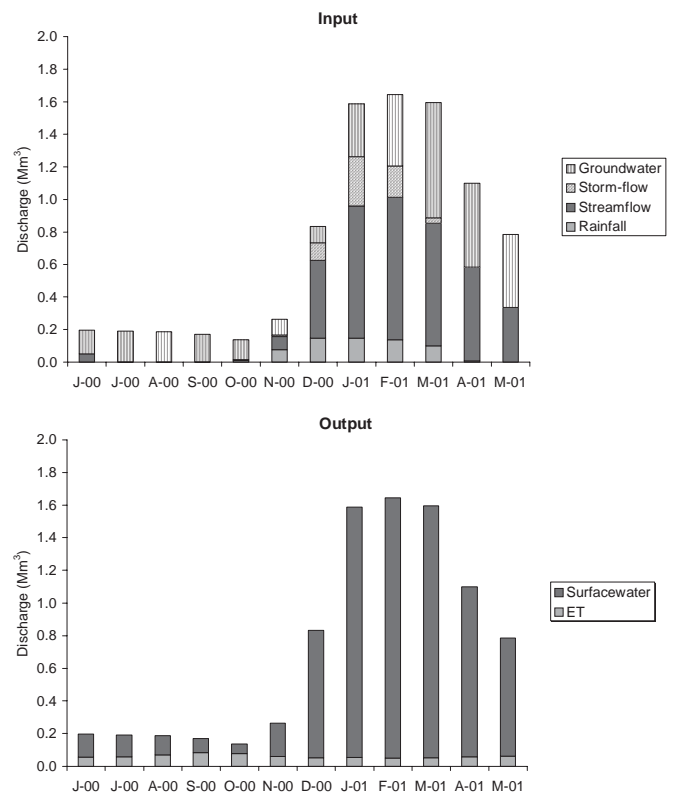 Input
Discharge (Mm³)
2.0
1.8
1.6
1.4
1.2
1.0
0.8
0.6
0.4
0.2
0.0
J-00 J-00 A-00 S-00 O-00 N-00 D-00 J-01 F-01 M-01 A-01 M-01
Groundwater
Storm-flow
Streamflow
Rainfall
Output
Discharge (Mm³)
2.0
1.8
1.6
1.4
1.2
1.0
0.8
0.6
0.4
0.2
0.0
J-00 J-00 A-00 S-00 O-00 N-00 D-00 J-01 F-01 M-01 A-01 M-01
Surfacewater
ET